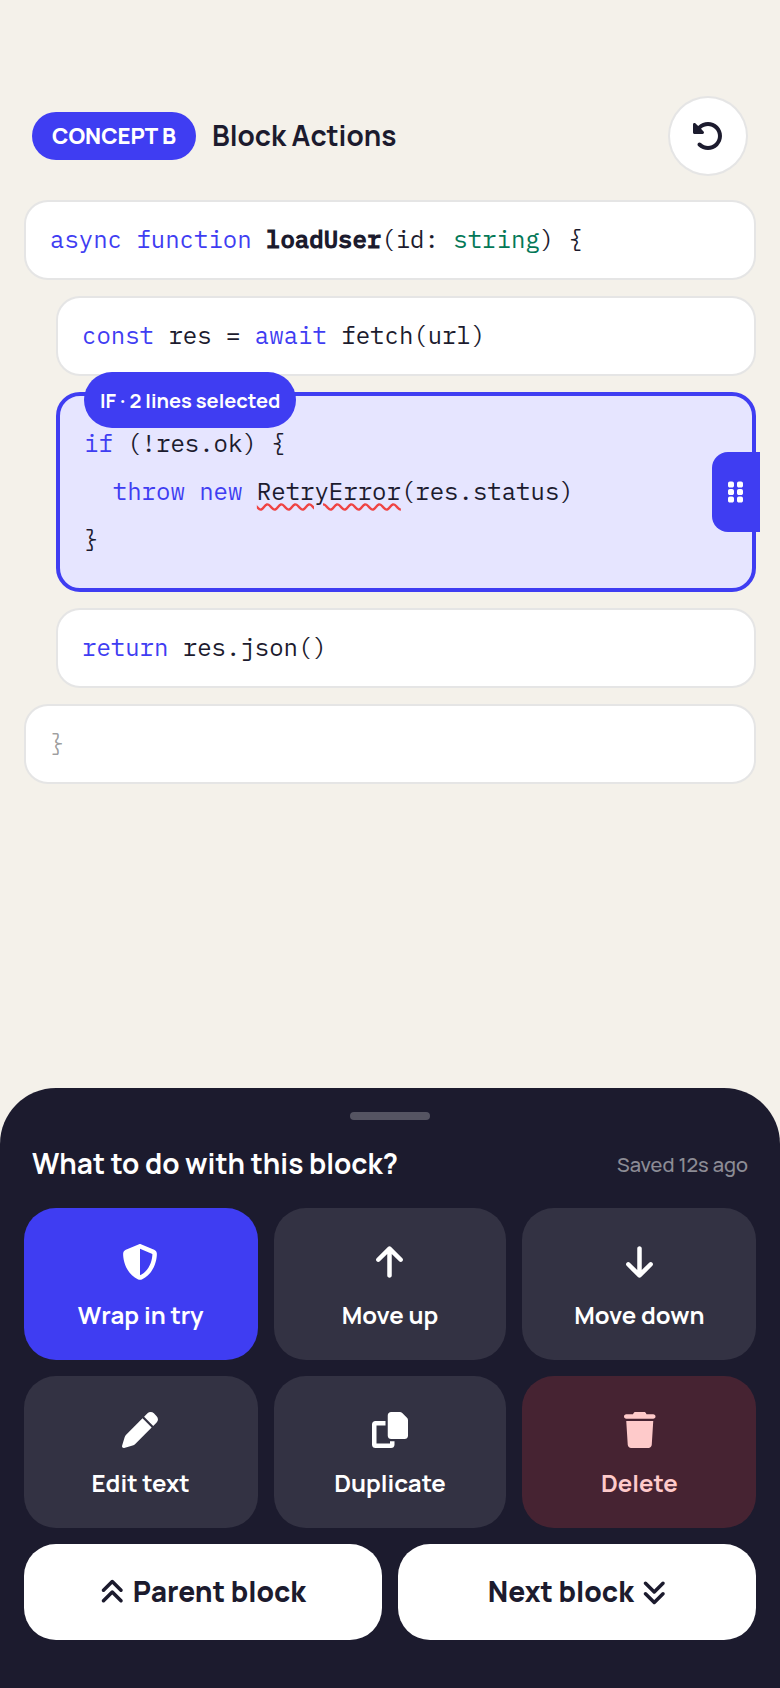 CONCEPT B Block Actions
async function loadUser(id: string) {
const res = await fetch(url)
IF · 2 lines selected
if (!res.ok) {
throw new RetryError(res.status)
}
return res.json()
}
What to do with this block? Saved 12s ago
Wrap in try Move up Move down
Edit text Duplicate Delete
Parent block Next block